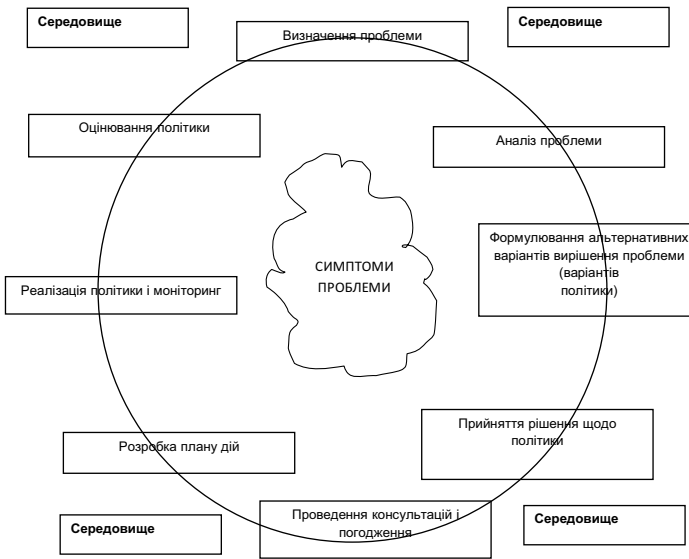 Середовище
Середовище
Визначення проблеми
Оцінювання політики
Аналіз проблеми
Формулювання альтернативних
варіантів вирішення проблеми
(варіантів
політики)
СИМПТОМИ
ПРОБЛЕМИ
Реалізація політики і моніторинг
Прийняття рішення щодо
політики
Розробка плану дій
Проведення консультацій і
погодження
Середовище
Середовище